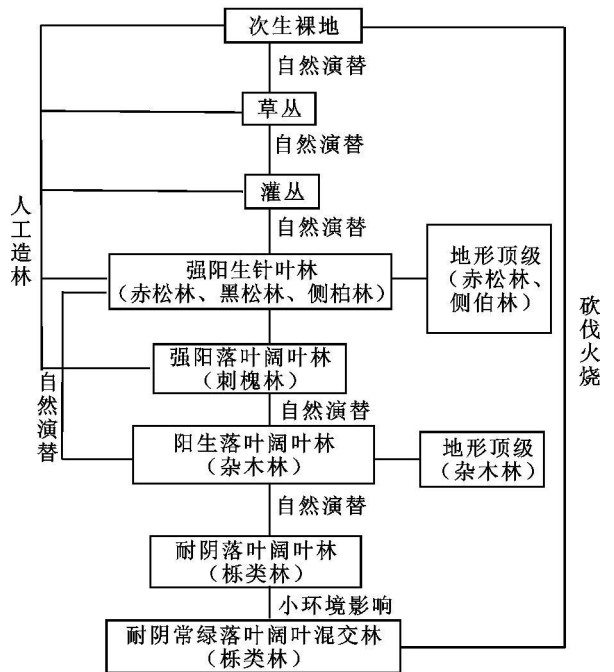 次生裸地
自然演替
草丛
自然演替
灌丛
自然演替
人工造林
强阳生针叶林
（赤松林、黑松林、侧柏林）
地形顶级
（赤松林、
侧伯林）
砍伐火烧
强阳落叶阔叶林
（刺槐林）
自然演替
自然演替
阳生落叶阔叶林
（杂木林）
地形顶级
（杂木林）
自然演替
耐阴落叶阔叶林
（栎类林）
小环境影响
耐阴常绿落叶阔叶混交林
（栎类林）